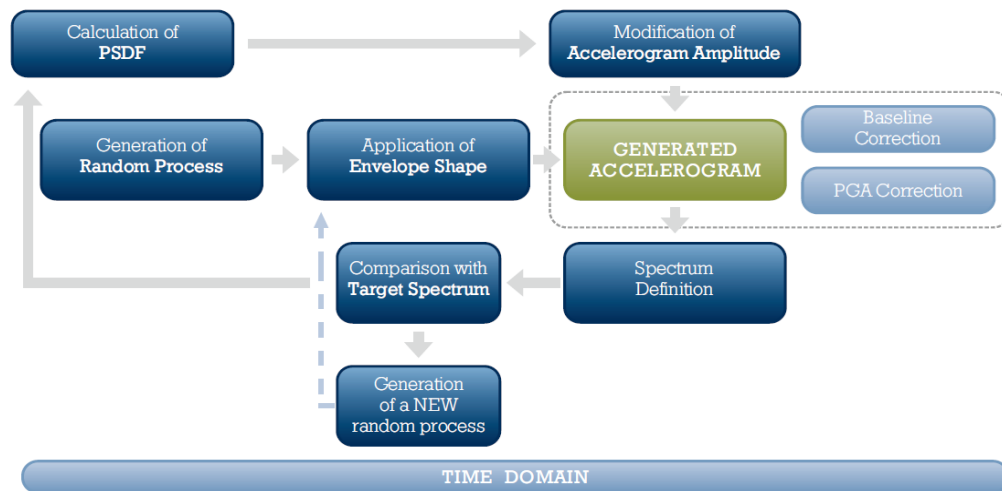 Calculation of
PSDF
Modification of
Accelerogram Amplitude
Generation of
Random Process
Application of
Envelope Shape
GENERATED
ACCELEROGRAM
Baseline
Correction
PGA Correction
Comparison with
Target Spectrum
Spectrum
Definition
Generation
of a NEW
random process
TIME DOMAIN